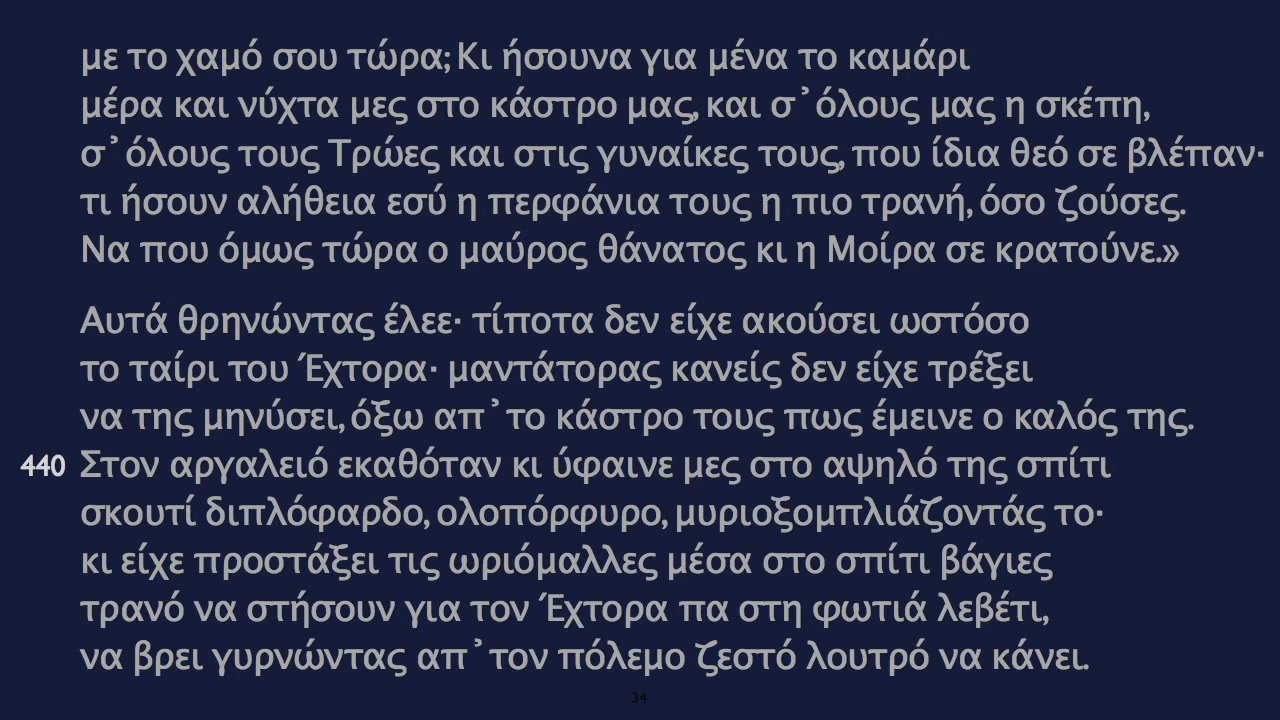 με το χαμό σου τώρα; Κι ήσουνα για μένα το καμάρι
μέρα και νύχτα μες στο κάστρο μας, και σ᾿ όλους μας η σκέπη,
σ᾿ όλους τους Τρώες και στις γυναίκες τους, που ίδια θεό σε βλέπαν·
τι ήσουν αλήθεια εσύ η περφάνια τους η πιο τρανή, όσο ζούσες.
Να που όμως τώρα ο μαύρος θάνατος κι η Μοίρα σε κρατούνε.»
Αυτά θρηνώντας έλεε· τίποτα δεν είχε ακούσει ωστόσο
το ταίρι του Έχτορα· μαντάτορας κανείς δεν είχε τρέξει
να της μηνύσει, όξω απ᾿ το κάστρο τους πως έμεινε ο καλός της.
440 Στον αργαλειό εκαθόταν κι ύφαινε μες στο αψηλό της σπίτι
σκουτί διπλόφαρδο, ολοπόρφυρο, μυριοξομπλιάζοντάς το·
κι είχε προστάξει τις ωριόμαλλες μέσα στο σπίτι βάγιες
τρανό να στήσουν για τον Έχτορα πα στη φωτιά λεβέτι,
να βρει γυρνώντας απ᾿ τον πόλεμο ζεστό λουτρό να κάνει.
34